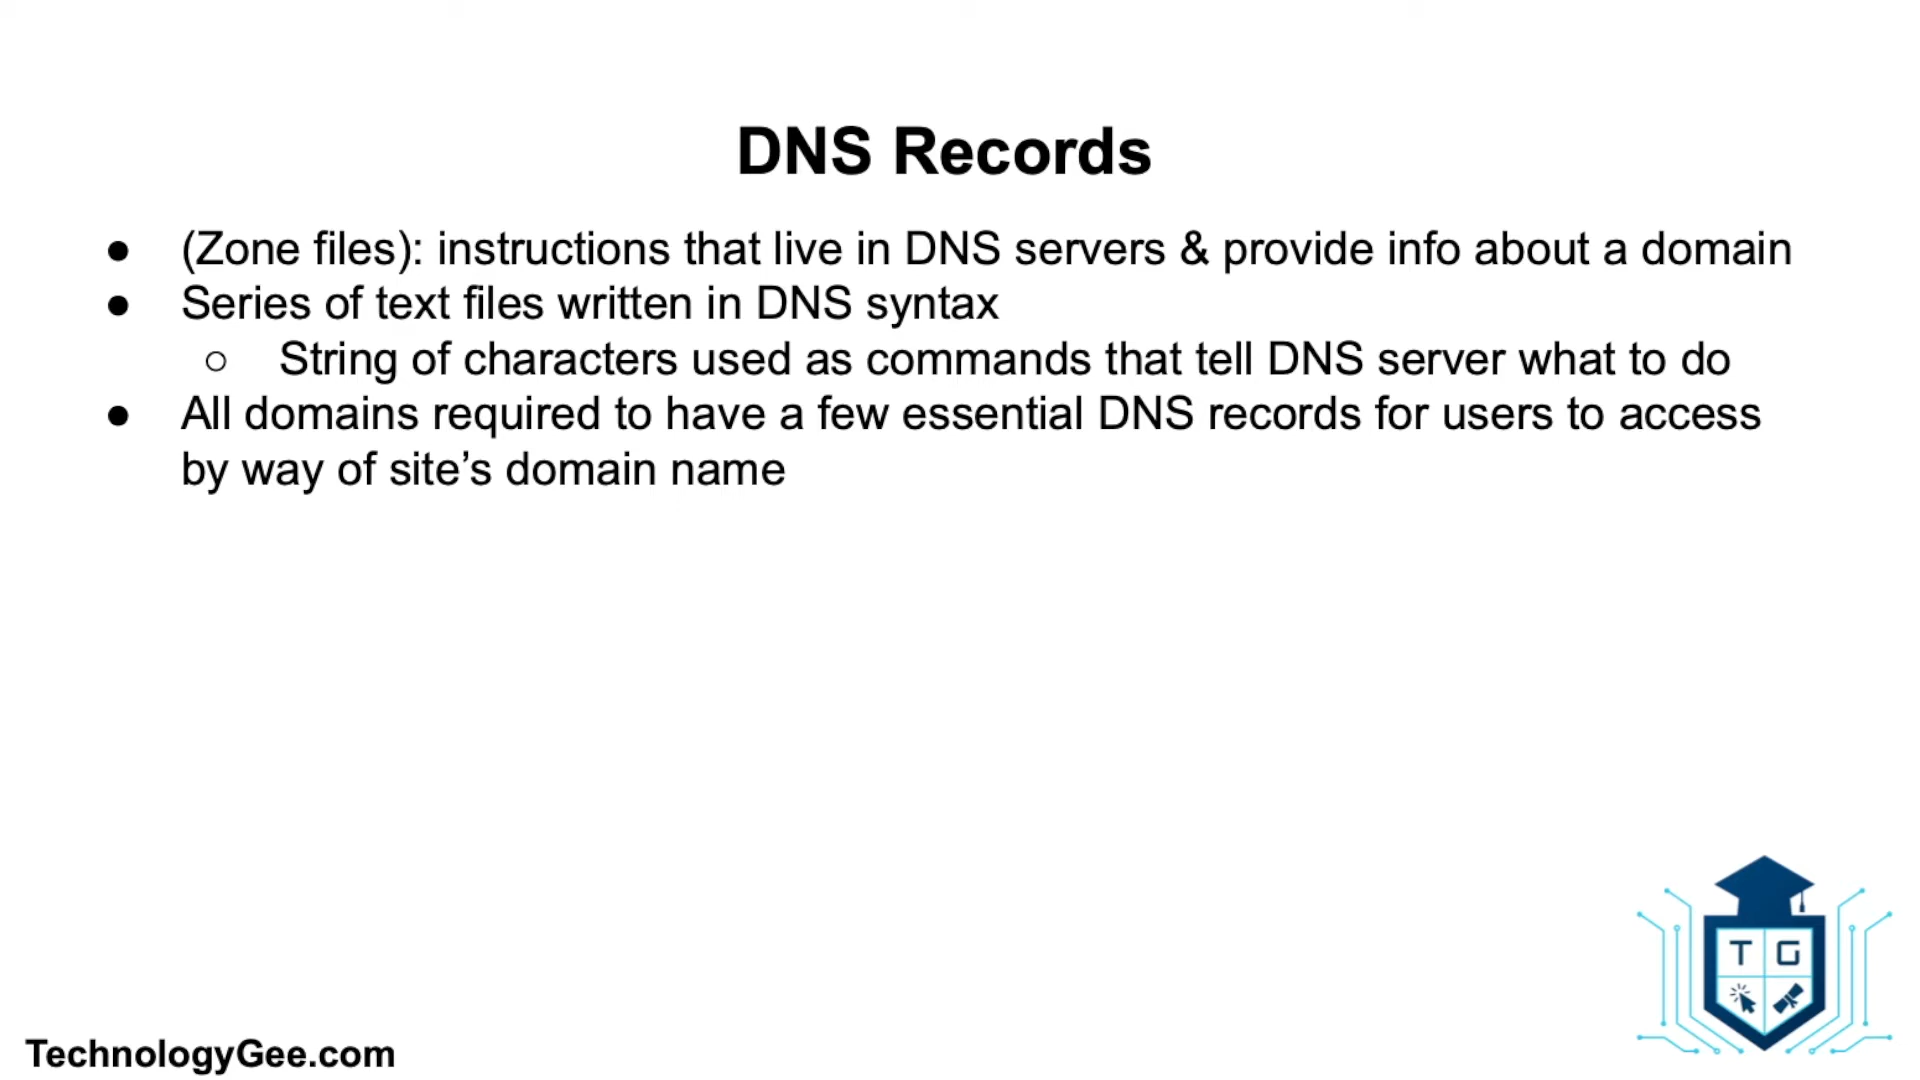 DNS Records
● (Zone files): instructions that live in DNS servers & provide info about a domain
● Series of text files written in DNS syntax
○ String of characters used as commands that tell DNS server what to do
● All domains required to have a few essential DNS records for users to access
by way of site’s domain name
T G
TechnologyGee.com